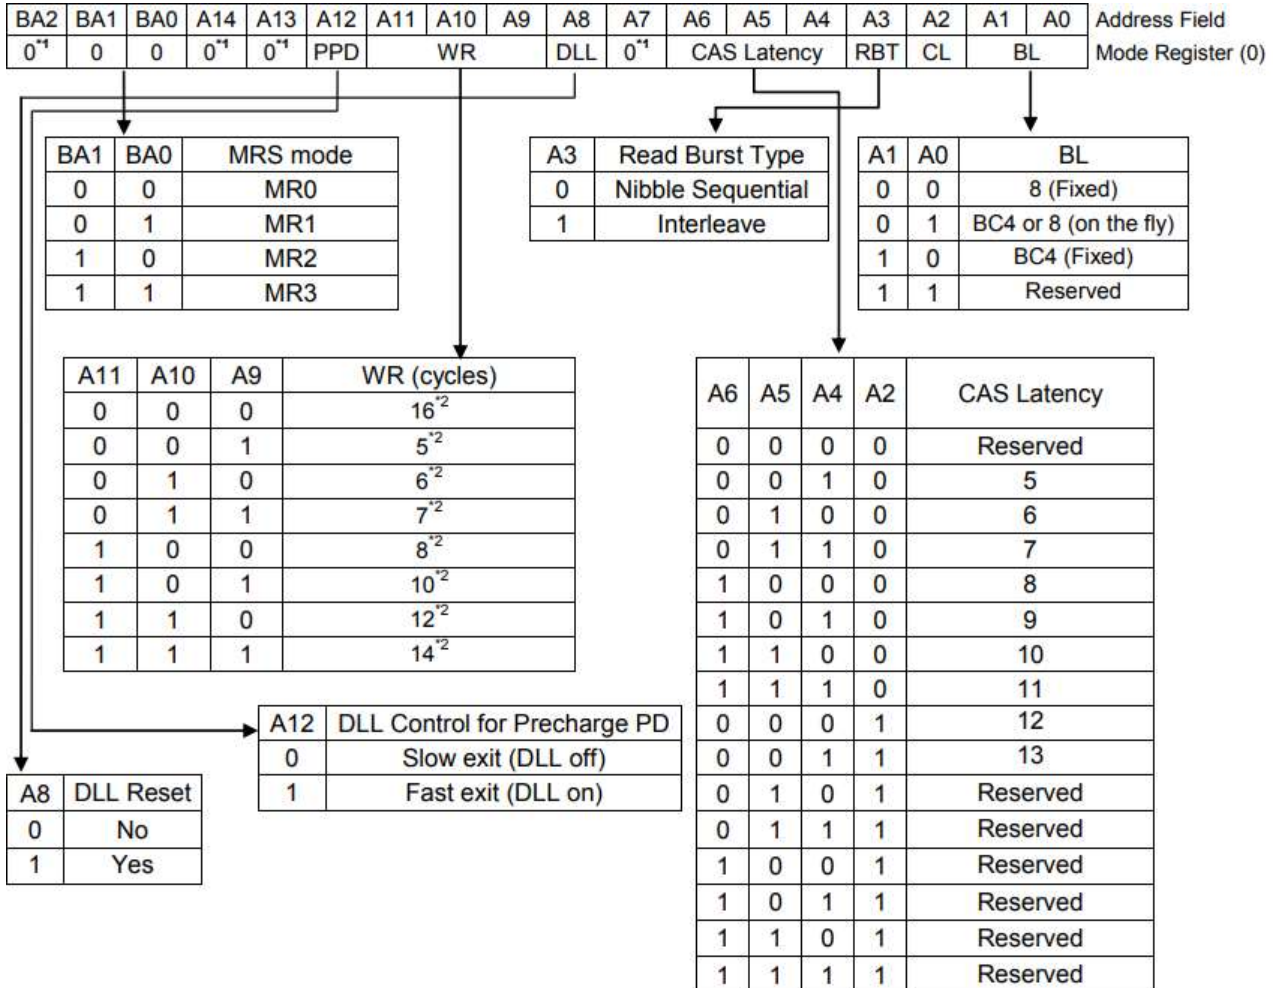 BA2 BA1 BA0 A14 A13 A12 A11 A10 A9 A8 A7 A6 A5 A4 A3 A2 A1 A0 Address Field
0*1 0 0 0*1 0*1 PPD WR DLL 0*1 CAS Latency RBT CL BL Mode Register (0)
BA1 BA0 MRS mode
0 0 MR0
0 1 MR1
1 0 MR2
1 1 MR3
A3 Read Burst Type
0 Nibble Sequential
1 Interleave
A1 A0 BL
0 0 8 (Fixed)
0 1 BC4 or 8 (on the fly)
1 0 BC4 (Fixed)
1 1 Reserved
A11 A10 A9 WR (cycles)
0 0 0 16*2
0 0 1 5*2
0 1 0 6*2
0 1 1 7*2
1 0 0 8*2
1 0 1 10*2
1 1 0 12*2
1 1 1 14*2
A6 A5 A4 A2 CAS Latency
0 0 0 0 Reserved
0 0 1 0 5
0 1 0 0 6
0 1 1 0 7
1 0 0 0 8
1 0 1 0 9
1 1 0 0 10
1 1 1 0 11
0 0 0 1 12
0 0 1 1 13
0 1 0 1 Reserved
0 1 1 1 Reserved
1 0 0 1 Reserved
1 0 1 1 Reserved
1 1 0 1 Reserved
1 1 1 1 Reserved
A12 DLL Control for Precharge PD
0 Slow exit (DLL off)
1 Fast exit (DLL on)
A8 DLL Reset
0 No
1 Yes